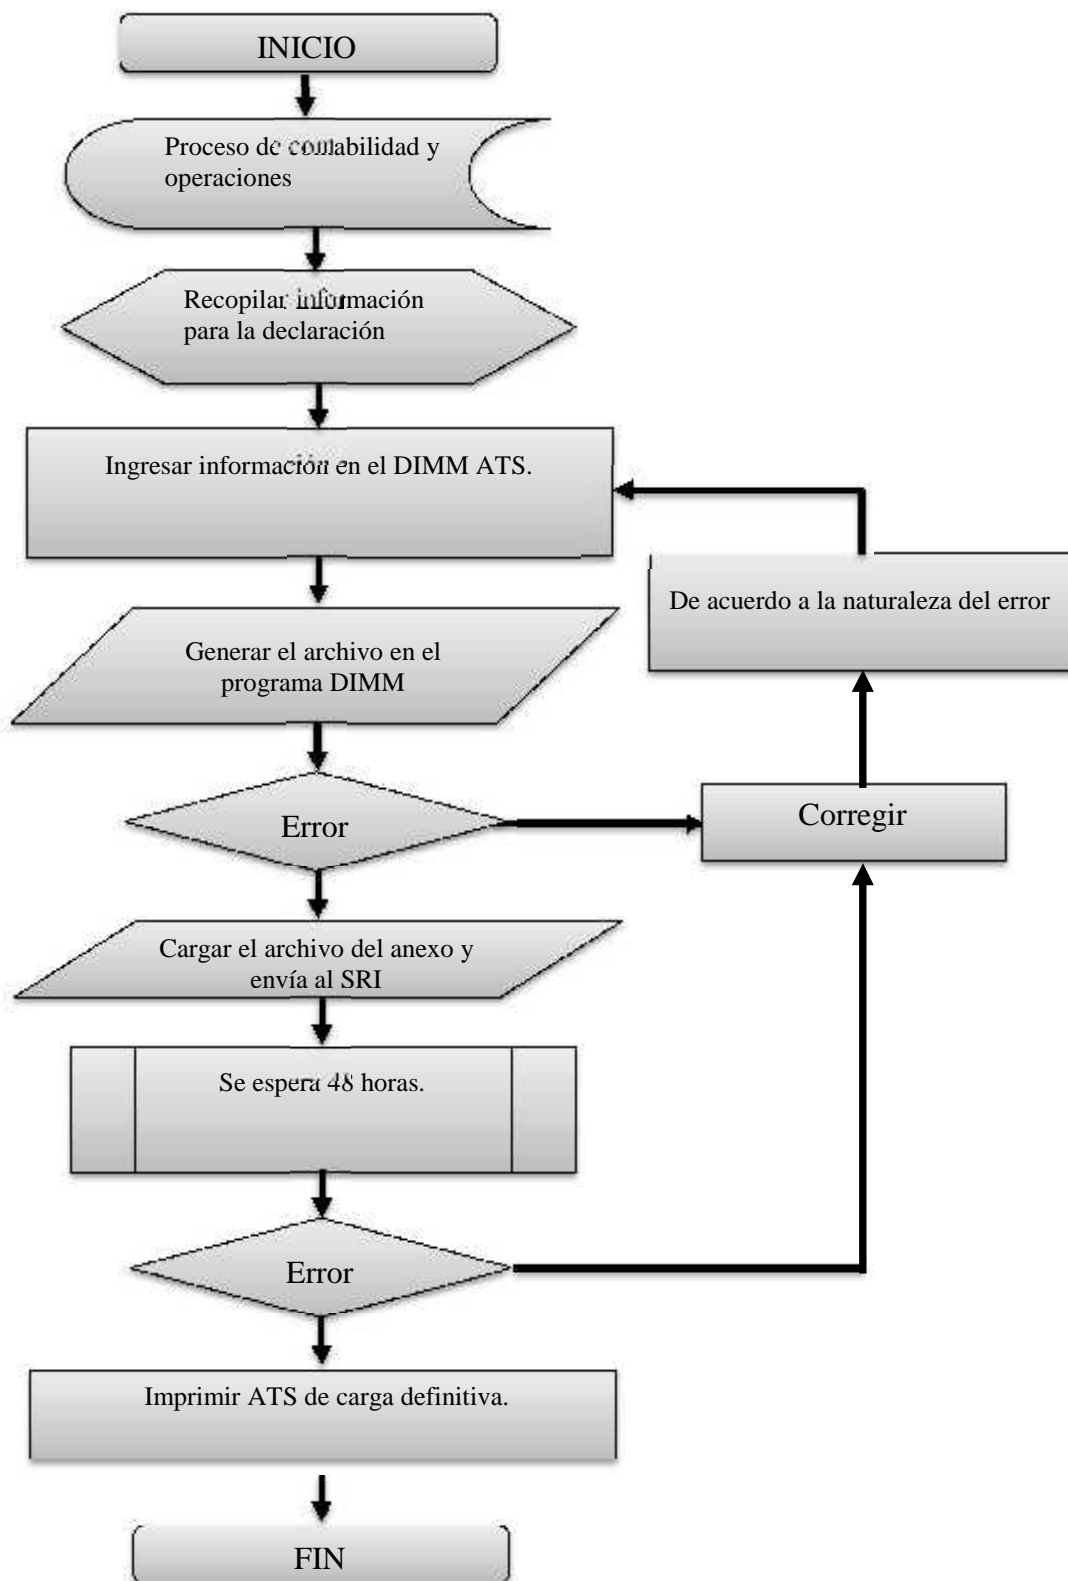 INICIO
Proceso de contabilidad y
operaciones
Recopilar información
para la declaración
Ingresar información en el DIMM ATS.
De acuerdo a la naturaleza del error
Generar el archivo en el
programa DIMM
Error
Corregir
Cargar el archivo del anexo y
envía al SRI
Se espera 48 horas.
Error
Imprimir ATS de carga definitiva.
FIN